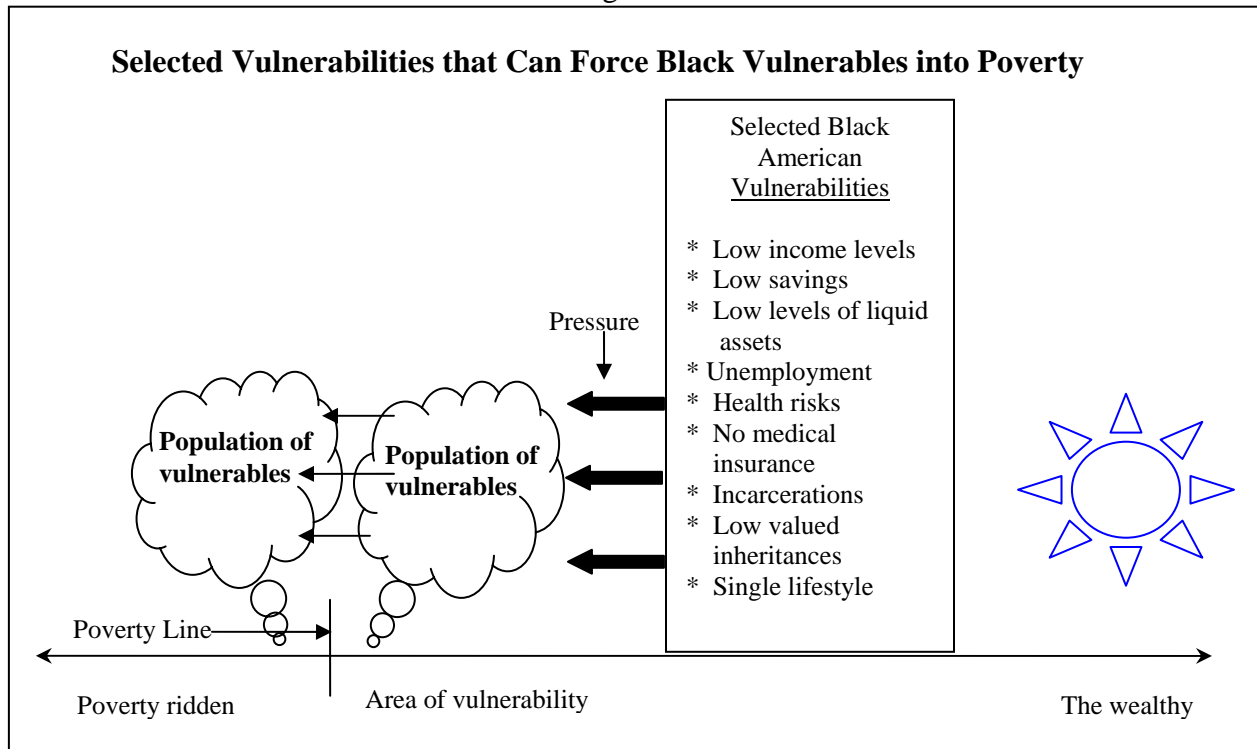 Selected Vulnerabilities that Can Force Black Vulnerables into Poverty
Selected Black
American
Vulnerabilities
* Low income levels
* Low savings
* Low levels of liquid
assets
* Unemployment
* Health risks
* No medical
insurance
* Incarcerations
* Low valued
inheritances
* Single lifestyle
Pressure
Population of
vulnerables
Population of
vulnerables
Poverty Line
Poverty ridden
Area of vulnerability
The wealthy